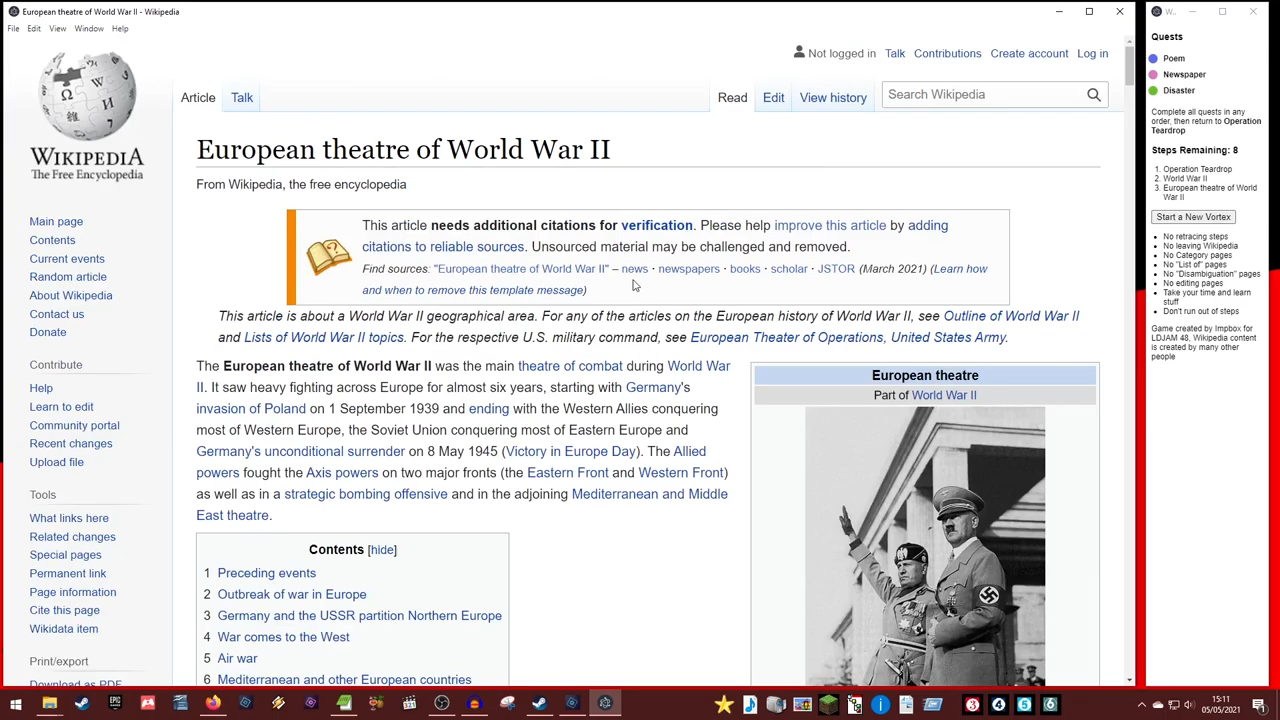 European theatre of World War II - Wikipedia
File Edit View Window Help
Not logged in Talk Contributions Create account Log in
Article Talk Read Edit View history Search Wikipedia
WIKIPEDIA
The Free Encyclopedia
Main page
Contents
Current events
Random article
About Wikipedia
Contact us
Donate
Contribute
Help
Learn to edit
Community portal
Recent changes
Upload file
Tools
What links here
Related changes
Special pages
Permanent link
Page information
Cite this page
Wikidata item
Print/export
Download as PDF
European theatre of World War II
From Wikipedia, the free encyclopedia
This article needs additional citations for verification. Please help improve this article by adding
citations to reliable sources. Unsourced material may be challenged and removed.
Find sources: "European theatre of World War II" – news · newspapers · books · scholar · JSTOR (March 2021) (Learn how
and when to remove this template message)
This article is about a World War II geographical area. For any of the articles on the European history of World War II, see Outline of World War II
and Lists of World War II topics. For the respective U.S. military command, see European Theater of Operations, United States Army.
The European theatre of World War II was the main theatre of combat during World War
II. It saw heavy fighting across Europe for almost six years, starting with Germany's
invasion of Poland on 1 September 1939 and ending with the Western Allies conquering
most of Western Europe, the Soviet Union conquering most of Eastern Europe and
Germany's unconditional surrender on 8 May 1945 (Victory in Europe Day). The Allied
powers fought the Axis powers on two major fronts (the Eastern Front and Western Front)
as well as in a strategic bombing offensive and in the adjoining Mediterranean and Middle
East theatre.
Contents [hide]
1 Preceding events
2 Outbreak of war in Europe
3 Germany and the USSR partition Northern Europe
4 War comes to the West
5 Air war
6 Mediterranean and other European countries
European theatre
Part of World War II
W...
Quests
Poem
Newspaper
Disaster
Complete all quests in any
order, then return to Operation
Teardrop
Steps Remaining: 8
1. Operation Teardrop
2. World War II
3. European theatre of World
War II
Start a New Vortex
No retracing steps
No leaving Wikipedia
No Category pages
No "List of" pages
No "Disambiguation" pages
No editing pages
Take your time and learn
stuff
Don't run out of steps
Game created by Impbox for
LDJAM 48, Wikipedia content
is created by many other
people
EPIC
3 4 5 6
15:11
05/05/2021